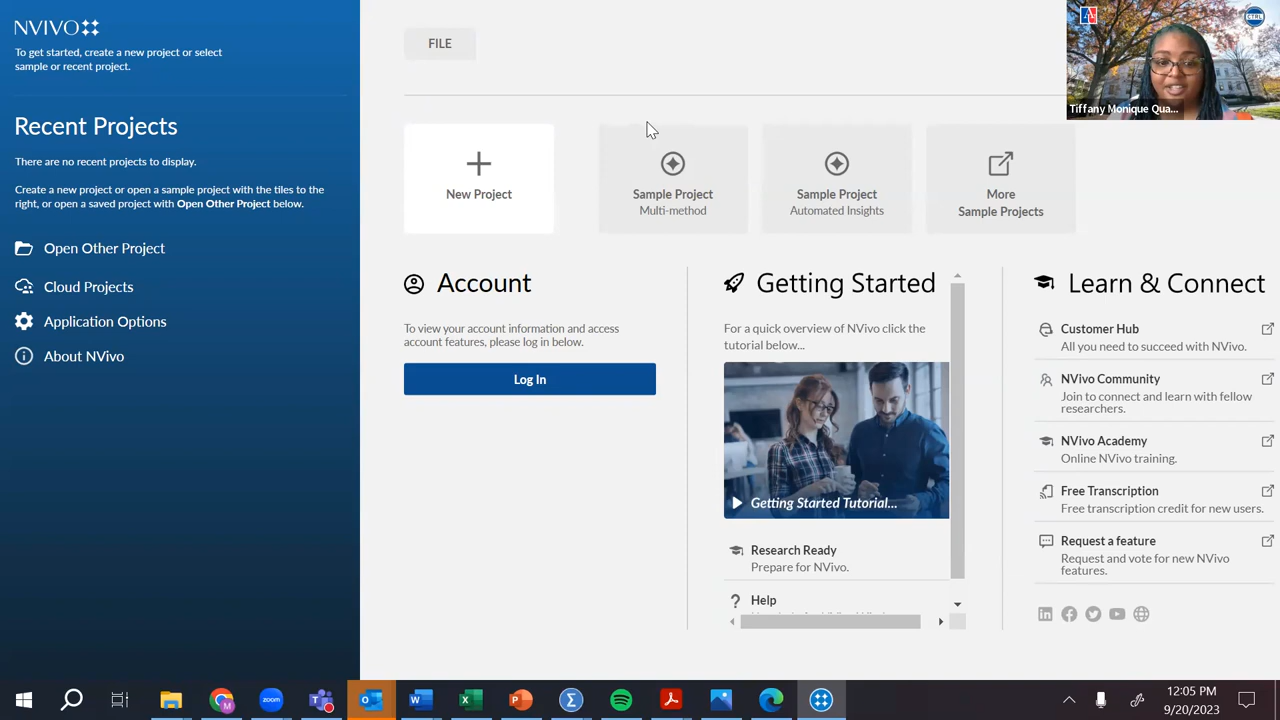 NVIVO
To get started, create a new project or select
sample or recent project.
Recent Projects
There are no recent projects to display.
Create a new project or open a sample project with the tiles to the
right, or open a saved project with Open Other Project below.
Open Other Project
Cloud Projects
Application Options
About NVivo
FILE
New Project
Sample Project
Multi-method
Sample Project
Automated Insights
More
Sample Projects
Account
To view your account information and access
account features, please log in below.
Log In
Getting Started
For a quick overview of NVivo click the
tutorial below...
Getting Started Tutorial...
Research Ready
Prepare for NVivo.
Help
Learn & Connect
Customer Hub
All you need to succeed with NVivo.
NVivo Community
Join to connect and learn with fellow
researchers.
NVivo Academy
Online NVivo training.
Free Transcription
Free transcription credit for new users.
Request a feature
Request and vote for new NVivo
features.
CTRL
Tiffany Monique Qua...
zoom
12:05 PM
9/20/2023